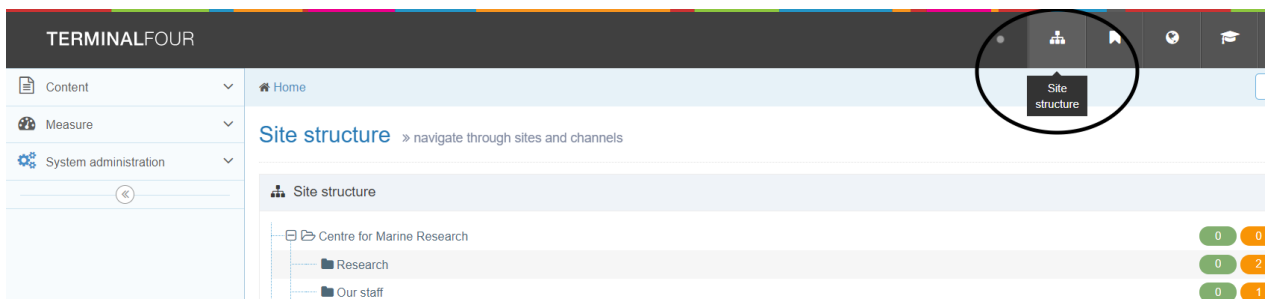 TERMINALFOUR
Content
Measure
System administration
Home
Site
structure
Site structure » navigate through sites and channels
Site structure
Centre for Marine Research 0 0
Research 0 2
Our staff 0 1